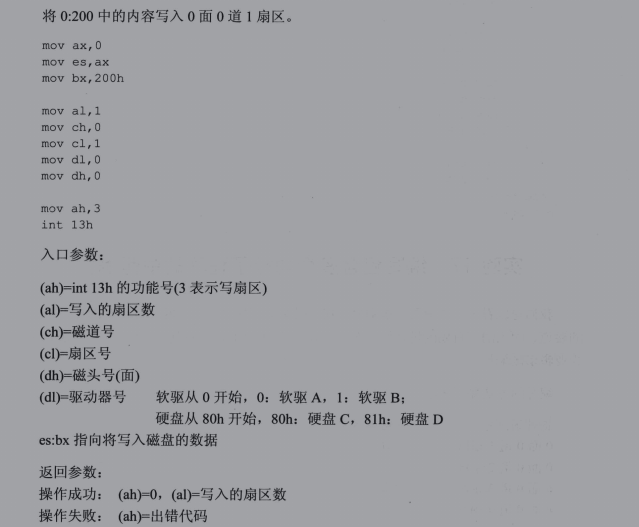 将 0:200 中的内容写入 0 面 0 道 1 扇区。
mov ax,0
mov es,ax
mov bx,200h
mov al,1
mov ch,0
mov cl,1
mov dl,0
mov dh,0
mov ah,3
int 13h
入口参数：
(ah)=int 13h 的功能号(3 表示写扇区)
(al)=写入的扇区数
(ch)=磁道号
(cl)=扇区号
(dh)=磁头号(面)
(dl)=驱动器号 软驱从 0 开始，0：软驱 A，1：软驱 B；
硬盘从 80h 开始，80h：硬盘 C，81h：硬盘 D
es:bx 指向将写入磁盘的数据
返回参数：
操作成功： (ah)=0，(al)=写入的扇区数
操作失败： (ah)=出错代码